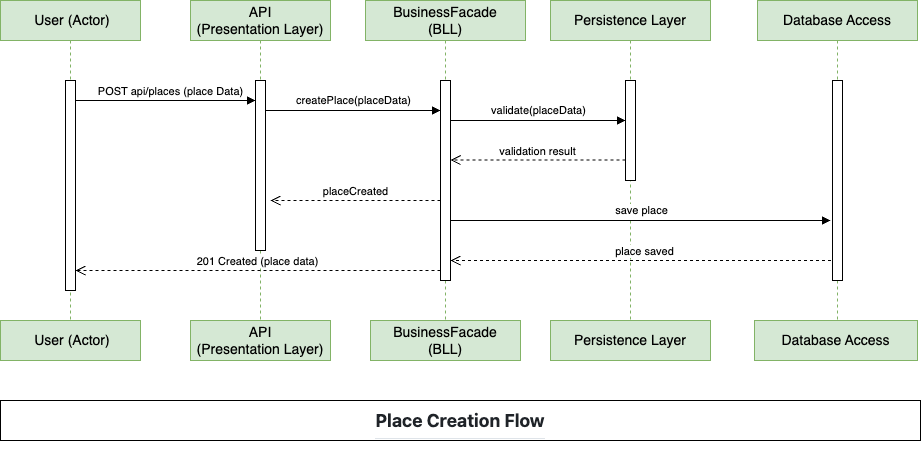 User (Actor)
API
(Presentation Layer)
BusinessFacade
(BLL)
Persistence Layer
Database Access
POST api/places (place Data)
createPlace(placeData)
validate(placeData)
validation result
placeCreated
save place
place saved
201 Created (place data)
User (Actor)
API
(Presentation Layer)
BusinessFacade
(BLL)
Persistence Layer
Database Access
Place Creation Flow